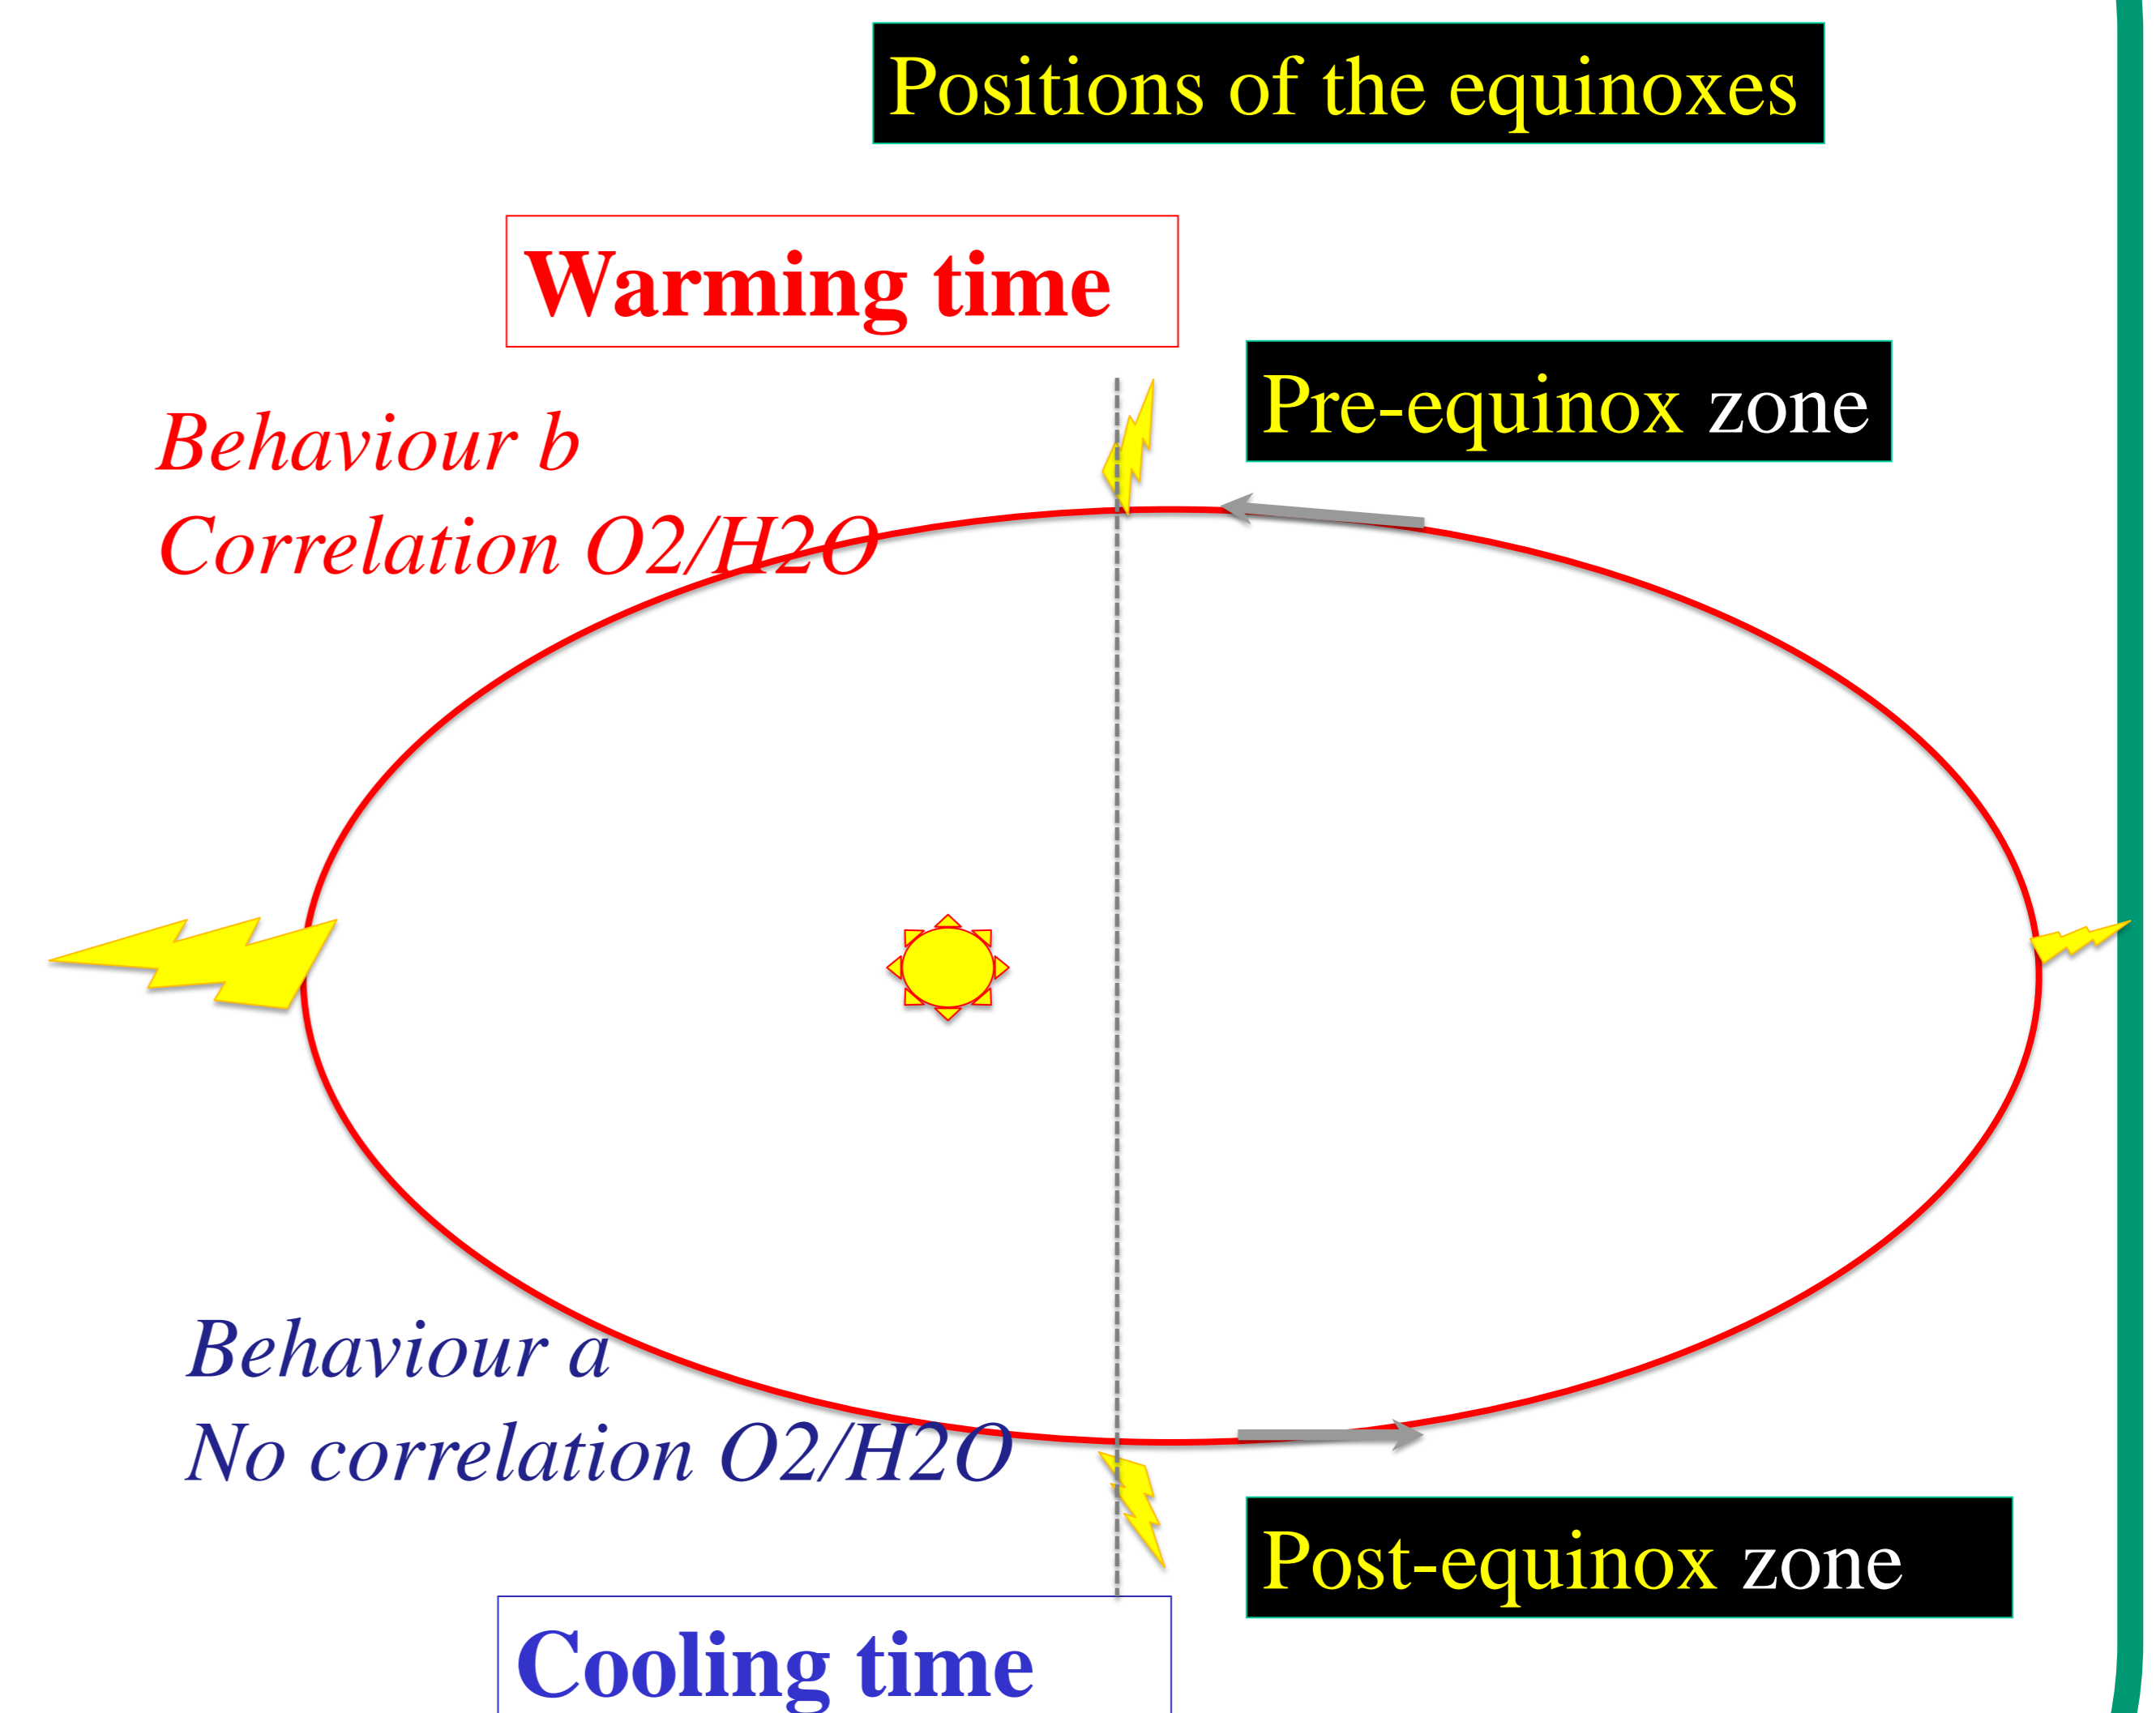 Positions of the equinoxes
Warming time
Pre-equinox zone
Behaviour b
Correlation O2/H2O
Behaviour a
No correlation O2/H2O
Post-equinox zone
Cooling time